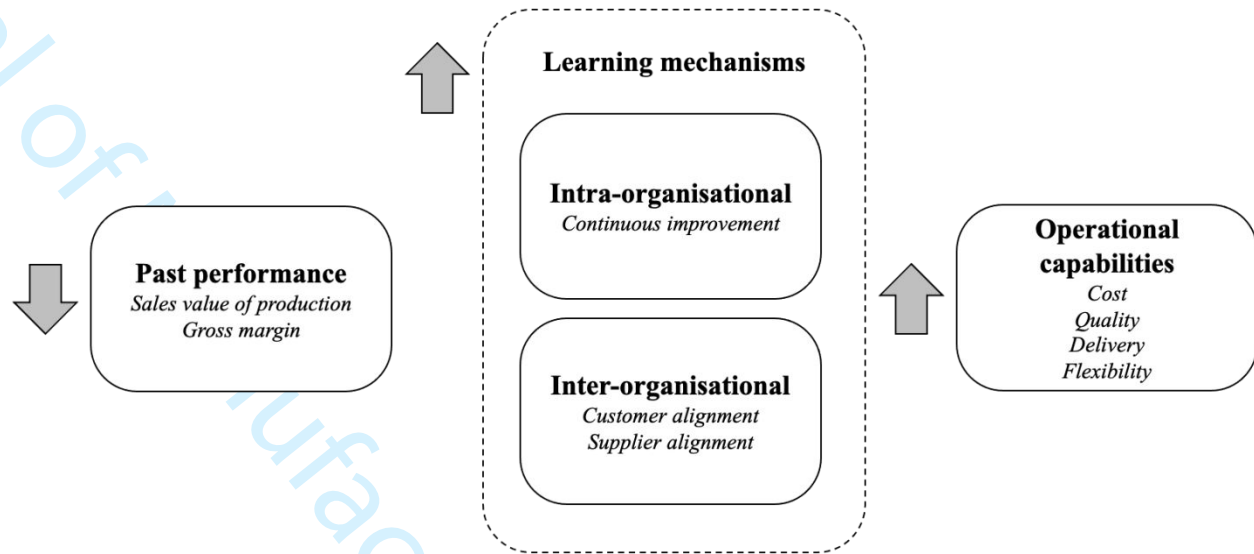 Learning mechanisms
Intra-organisational
Continuous improvement
Past performance
Sales value of production
Gross margin
Inter-organisational
Customer alignment
Supplier alignment
Operational
capabilities
Cost
Quality
Delivery
Flexibility
of